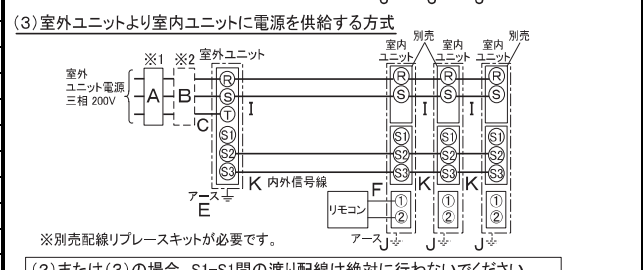 (3)室外ユニットより室内ユニットに電源を供給する方式
※1 ※2 室外ユニット
室内ユニット 別売 室内ユニット 室内ユニット 別売
室外
ユニット電源
三相 200V
A B
R R R R
S S S S
I I I
T
C
S1 S1 S1 S1
S2 S2 S2 S2
S3 S3 S3 S3
K 内外信号線 F K K
アース
E
リモコン
① ① ①
② ② ②
アース J J J
※別売配線リプレースキットが必要です。
(2)または(3)の場合、S1-S1間の渡り配線は絶対に行わないでください